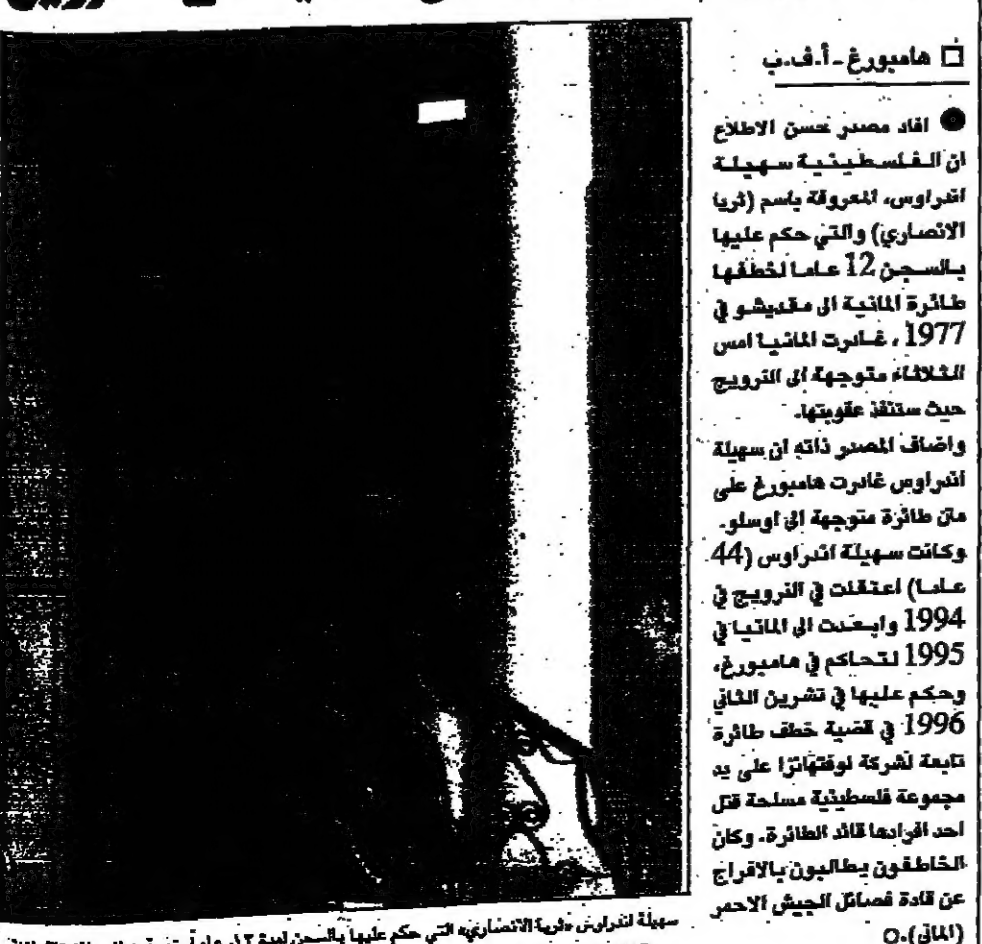 هامبورغ - أ.ف.ب
افاد مصدر حسن الاطلاع
ان الفلسطينية سهيلة
اندراوس، المعروفة باسم (ثريا
الانصاري) والتي حكم عليها
بالسجن 12 عاما لخطفها
طائرة المانية الى مقديشو في
1977، غادرت المانيا امس
الثلاثاء متوجهة الى النرويج
حيث ستنفذ عقوبتها.
واضاف المصدر ذاته ان سهيلة
اندراوس غادرت هامبورغ على
متن طائرة متوجهة الى اوسلو.
وكانت سهيلة اندراوس (44
عاما) اعتقلت في النرويج في
1994 وابعدت الى المانيا في
1995 لتحاكم في هامبورغ،
وحكم عليها في تشرين الثاني
1996 في قضية خطف طائرة
تابعة لشركة لوفتهانزا على يد
مجموعة فلسطينية مسلحة قتل
احد افرادها قائد الطائرة. وكان
الخاطفون يطالبون بالافراج
عن قادة فصائل الجيش الاحمر
(الماني).
سهيلة اندراوس «ثريا الانصاري» التي حكم عليها بالسجن لمدة